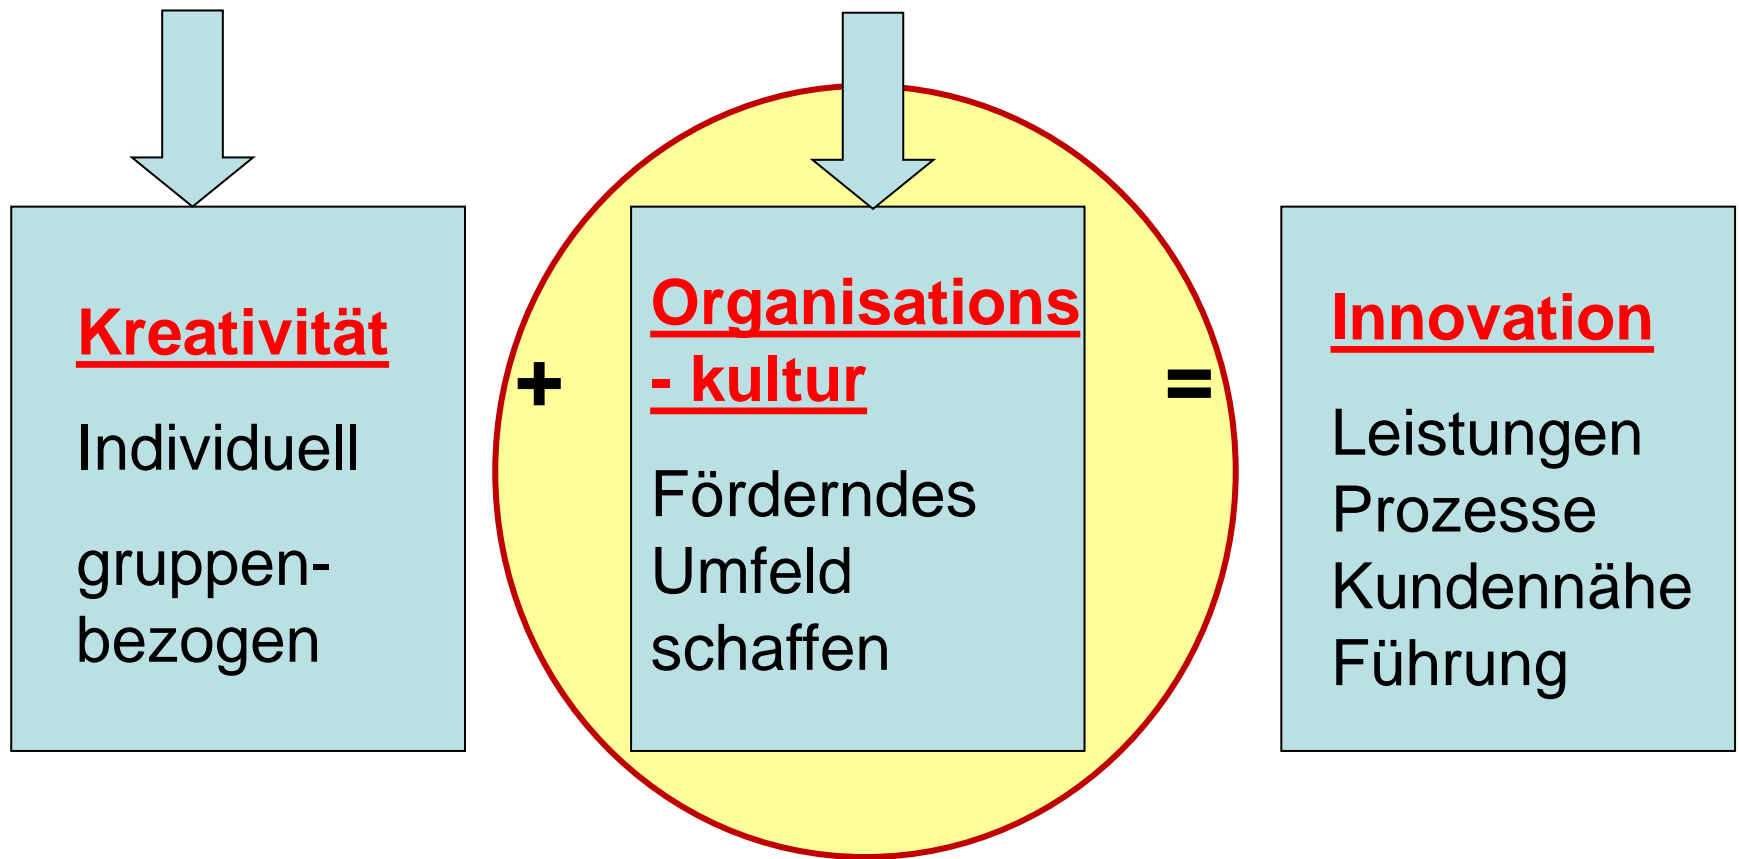 Kreativität
Individuell
gruppen-
bezogen
+
Organisations
- kultur
Förderndes
Umfeld
schaffen
=
Innovation
Leistungen
Prozesse
Kundennähe
Führung